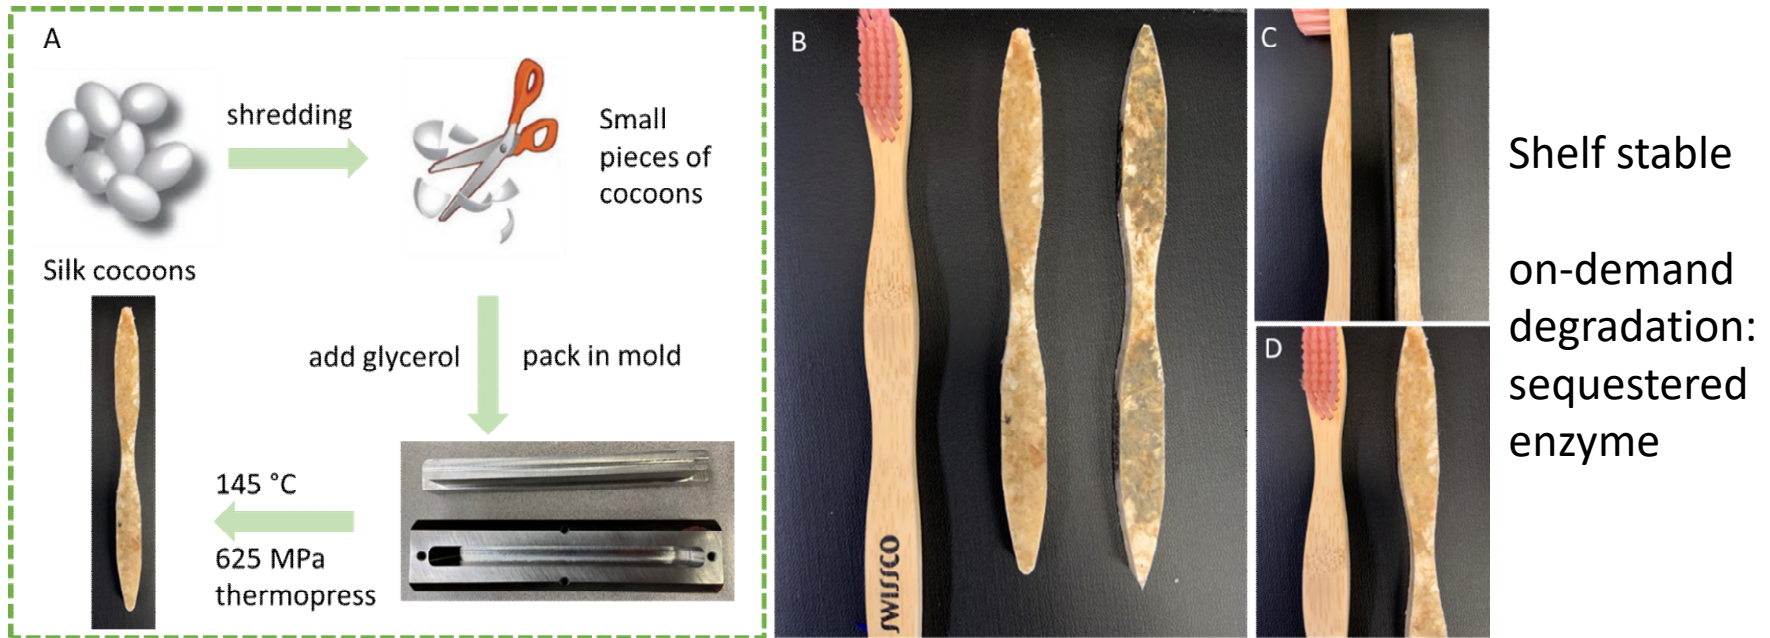 A
shredding
Small
pieces of
cocoons
Silk cocoons
add glycerol
pack in mold
145 °C
625 MPa
thermopress
B
SWISSCO
C
D
Shelf stable
on-demand
degradation:
sequestered
enzyme